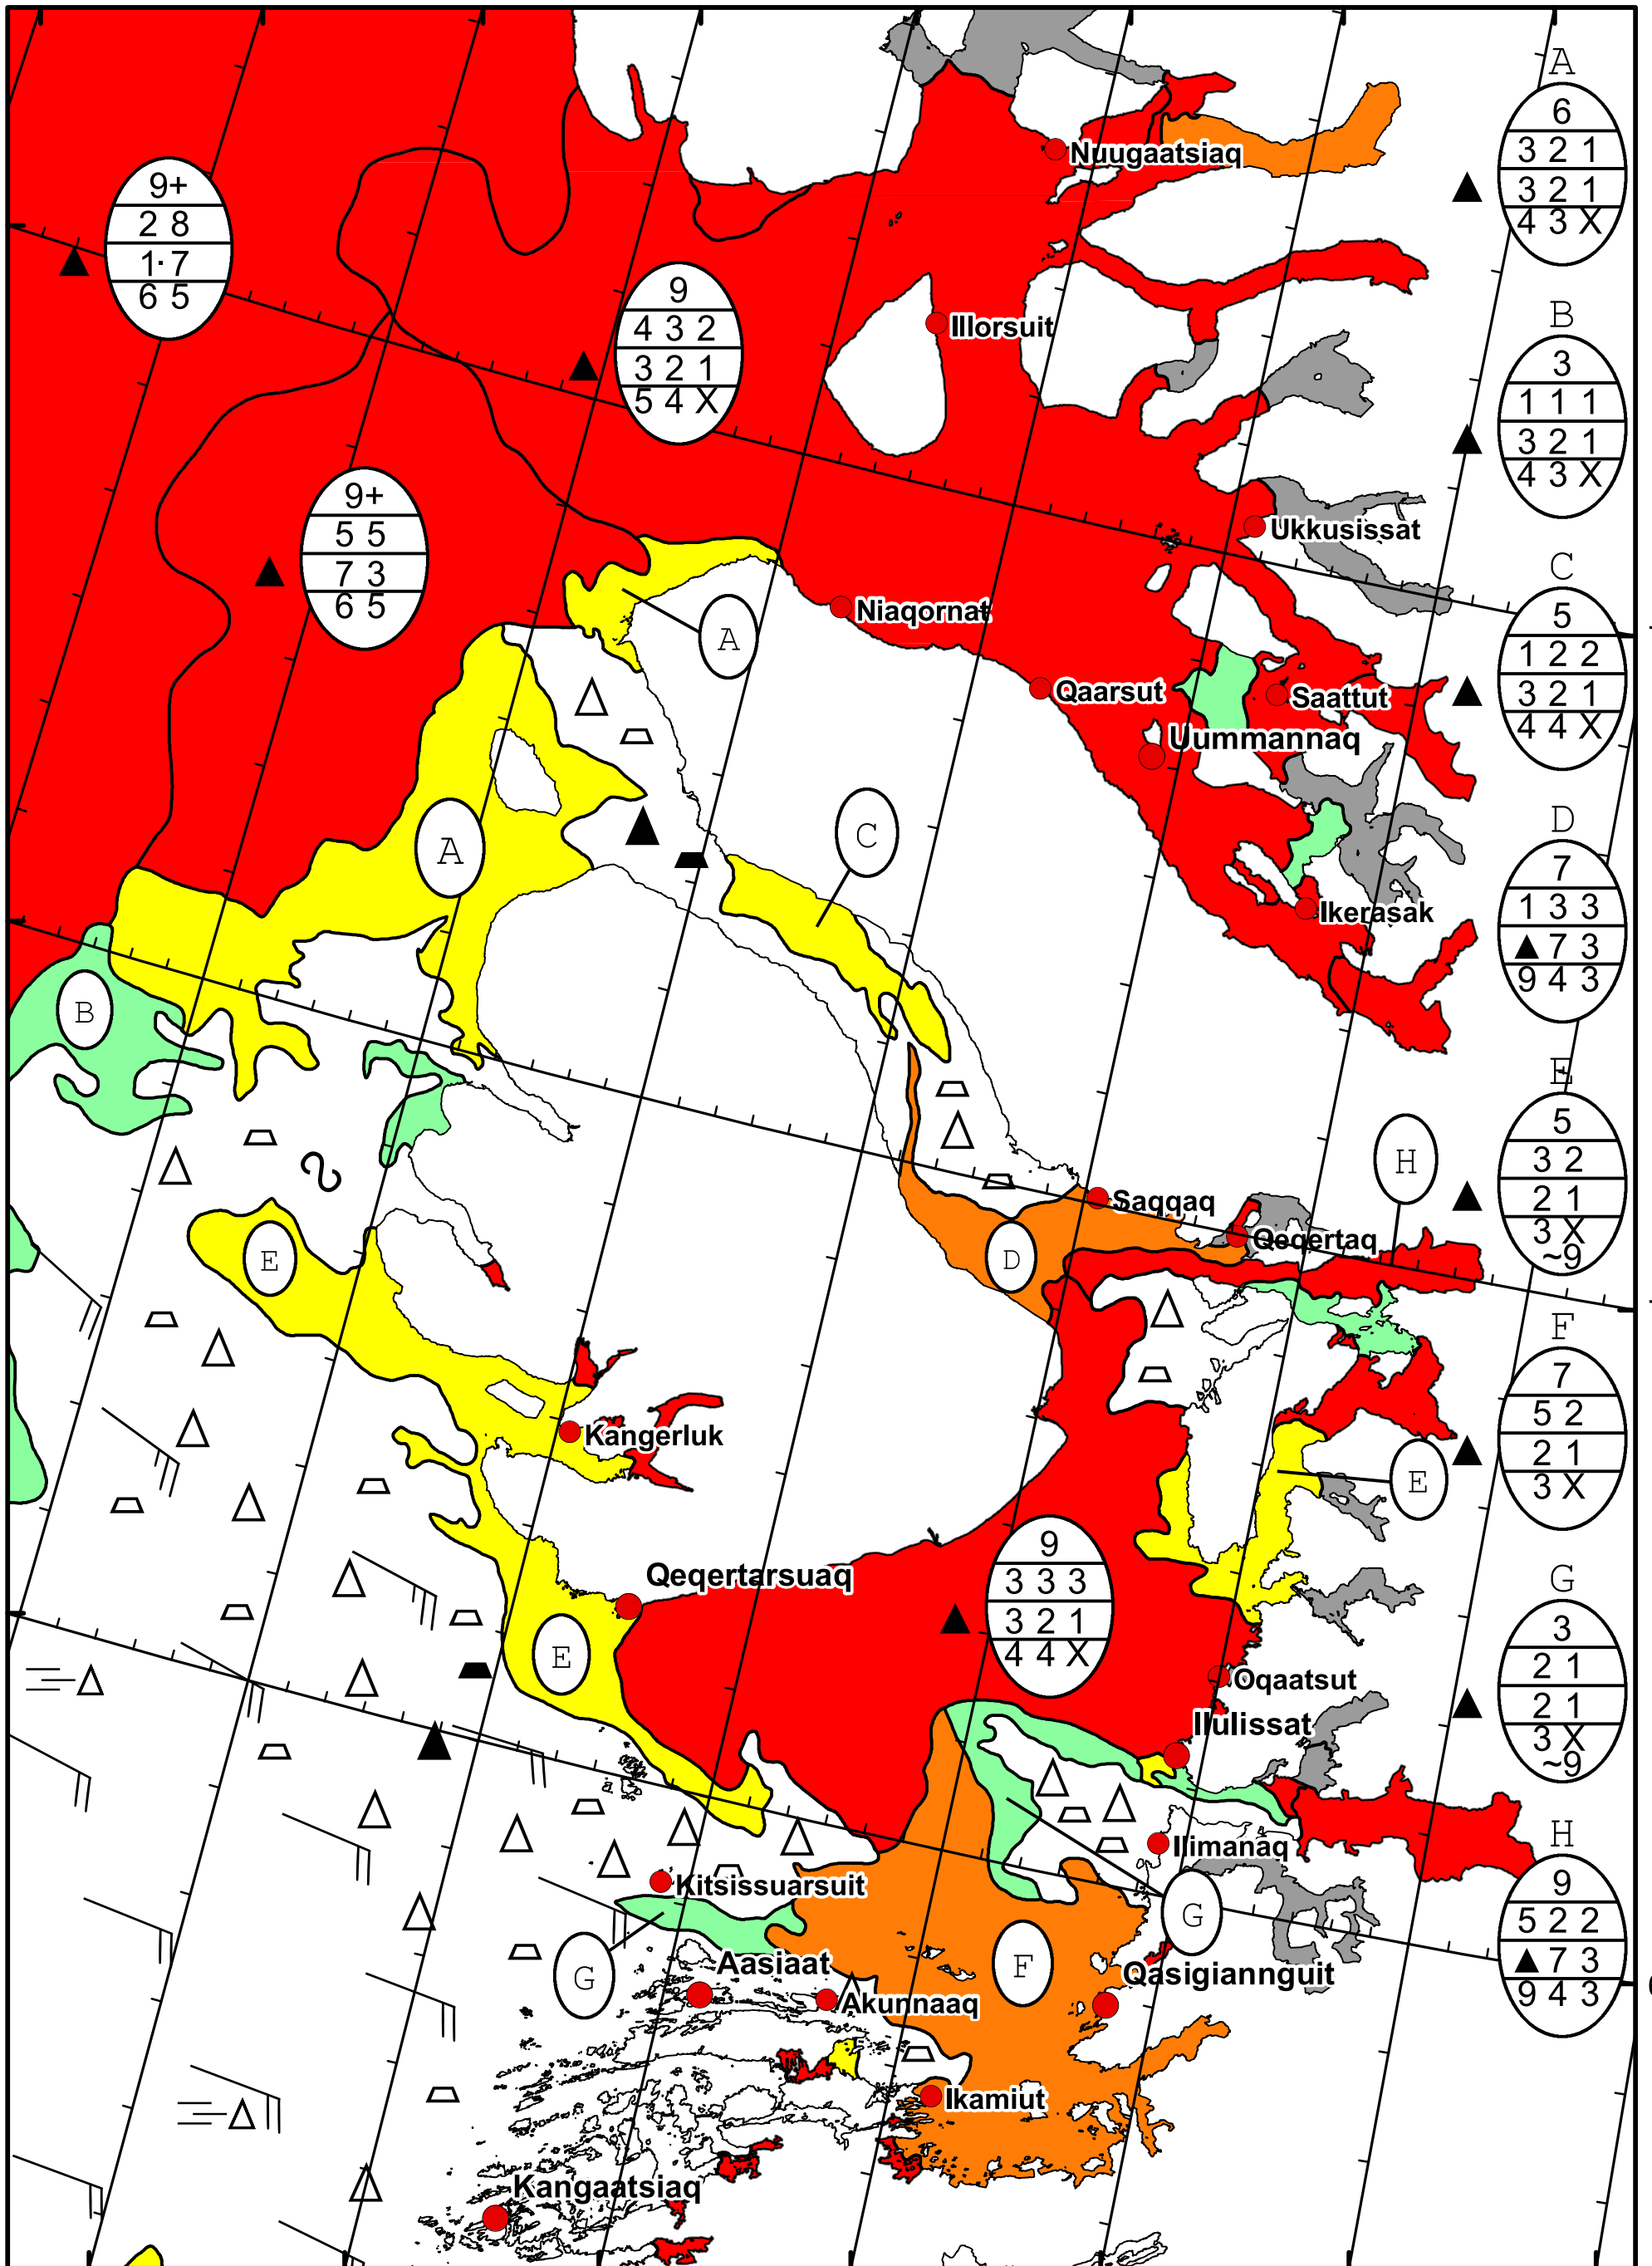 A
6
3 2 1
3 2 1
4 3 X
Nuugaatsiaq
9+
2 8
1· 7
6 5
9
4 3 2
3 2 1
5 4 X
Illorsuit
B
3
1 1 1
3 2 1
4 3 X
9+
5 5
7 3
6 5
Ukkusissat
C
5
1 2 2
3 2 1
4 4 X
Niaqornat
A
Qaarsut
Saattut
Uummannaq
A
C
D
7
1 3 3
▲ 7 3
9 4 3
Ikerasak
B
E
5
3 2
2 1
3 X
~9
H
Saqqaq
Qeqertaq
E
D
F
7
5 2
2 1
3 X
Kangerluk
E
9
3 3 3
3 2 1
4 4 X
Qeqertarsuaq
G
3
2 1
2 1
3 X
~9
E
Oqaatsut
Ilulissat
Ilimanaq
H
9
5 2 2
▲ 7 3
9 4 3
Kitsissuarsuit
G
G
F
Aasiaat
Qasigiannguit
Akunnaaq
Ikamiut
Kangaatsiaq